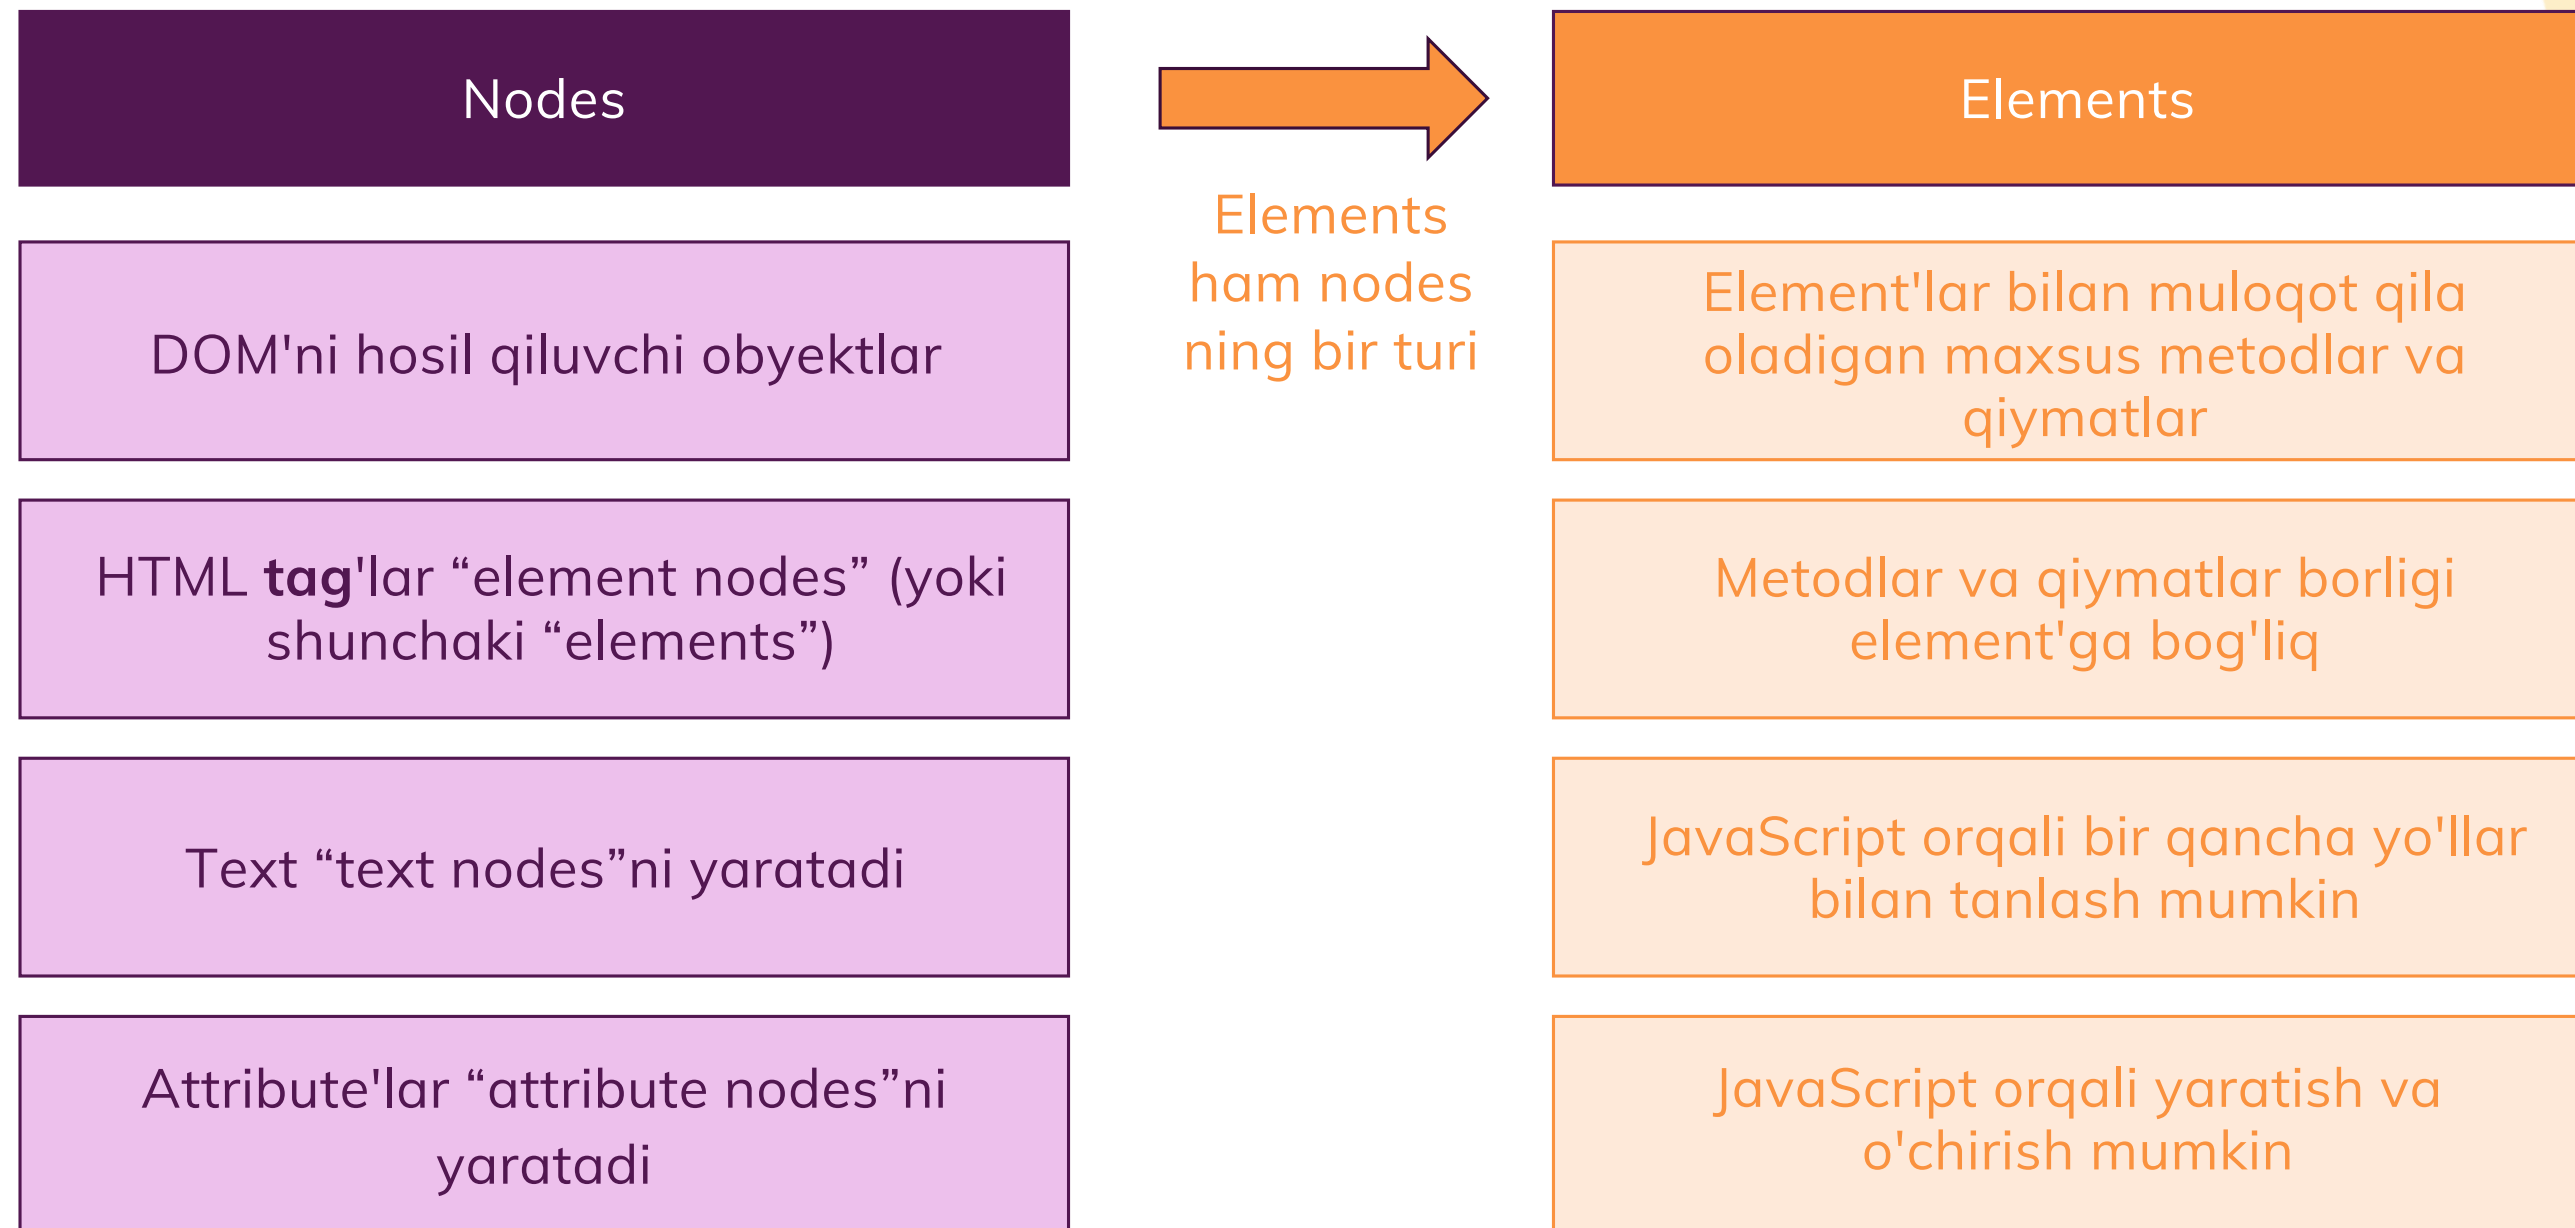 Nodes
DOM'ni hosil qiluvchi obyektlar
HTML tag'lar “element nodes” (yoki
shunchaki “elements”)
Text “text nodes”ni yaratadi
Attribute'lar “attribute nodes”ni
yaratadi
Elements
ham nodes
ning bir turi
Elements
Element'lar bilan muloqot qila
oladigan maxsus metodlar va
qiymatlar
Metodlar va qiymatlar borligi
element'ga bog'liq
JavaScript orqali bir qancha yo'llar
bilan tanlash mumkin
JavaScript orqali yaratish va
o'chirish mumkin